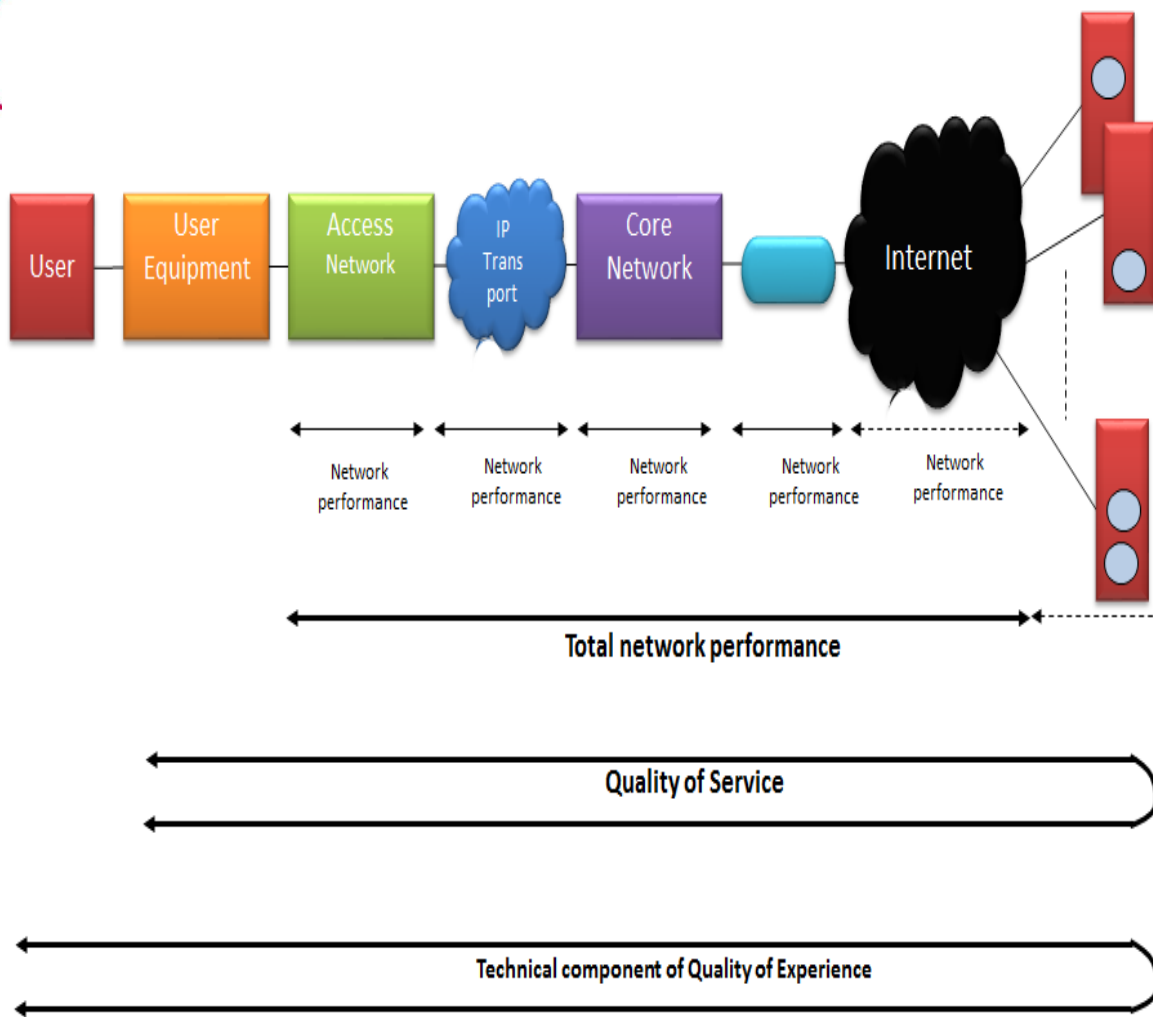 User
User
Equipment
Access
Network
IP
Trans
port
Core
Network
Internet
Network
performance
Network
performance
Network
performance
Network
performance
Network
performance
Total network performance
Quality of Service
Technical component of Quality of Experience